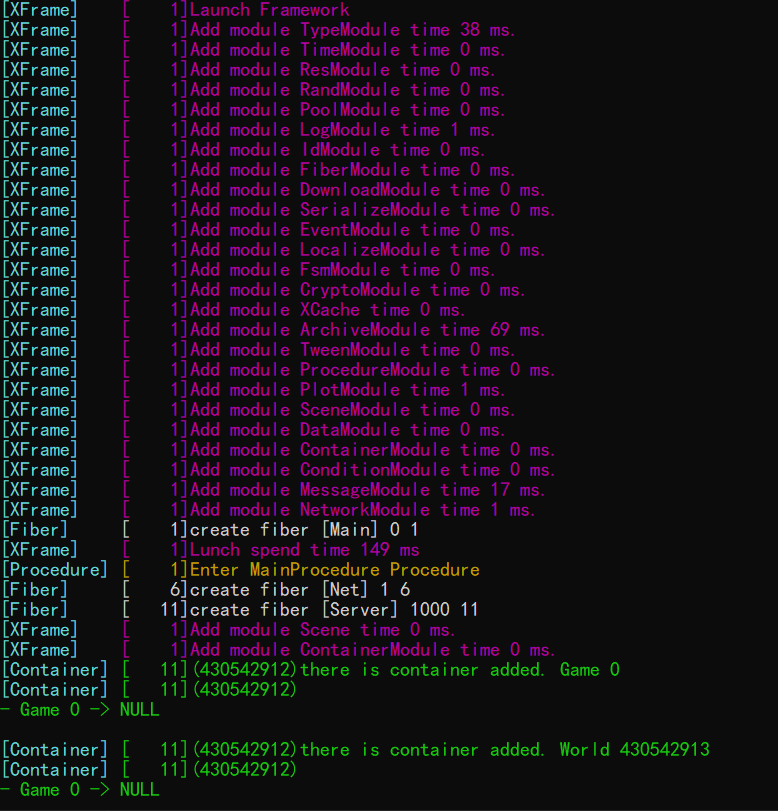 [XFrame] [ 1]Launch Framework
[XFrame] [ 1]Add module TypeModule time 38 ms.
[XFrame] [ 1]Add module TimeModule time 0 ms.
[XFrame] [ 1]Add module ResModule time 0 ms.
[XFrame] [ 1]Add module RandModule time 0 ms.
[XFrame] [ 1]Add module PoolModule time 0 ms.
[XFrame] [ 1]Add module LogModule time 1 ms.
[XFrame] [ 1]Add module IdModule time 0 ms.
[XFrame] [ 1]Add module FiberModule time 0 ms.
[XFrame] [ 1]Add module DownloadModule time 0 ms.
[XFrame] [ 1]Add module SerializeModule time 0 ms.
[XFrame] [ 1]Add module EventModule time 0 ms.
[XFrame] [ 1]Add module LocalizeModule time 0 ms.
[XFrame] [ 1]Add module FsmModule time 0 ms.
[XFrame] [ 1]Add module CryptoModule time 0 ms.
[XFrame] [ 1]Add module XCache time 0 ms.
[XFrame] [ 1]Add module ArchiveModule time 69 ms.
[XFrame] [ 1]Add module TweenModule time 0 ms.
[XFrame] [ 1]Add module ProcedureModule time 0 ms.
[XFrame] [ 1]Add module PlotModule time 1 ms.
[XFrame] [ 1]Add module SceneModule time 0 ms.
[XFrame] [ 1]Add module DataModule time 0 ms.
[XFrame] [ 1]Add module ContainerModule time 0 ms.
[XFrame] [ 1]Add module ConditionModule time 0 ms.
[XFrame] [ 1]Add module MessageModule time 17 ms.
[XFrame] [ 1]Add module NetworkModule time 1 ms.
[Fiber] [ 1]create fiber [Main] 0 1
[XFrame] [ 1]Lunch spend time 149 ms
[Procedure] [ 1]Enter MainProcedure Procedure
[Fiber] [ 6]create fiber [Net] 1 6
[Fiber] [ 11]create fiber [Server] 1000 11
[XFrame] [ 1]Add module Scene time 0 ms.
[XFrame] [ 1]Add module ContainerModule time 0 ms.
[Container] [ 11](430542912)there is container added. Game 0
[Container] [ 11](430542912)
- Game 0 -> NULL
[Container] [ 11](430542912)there is container added. World 430542913
[Container] [ 11](430542912)
- Game 0 -> NULL